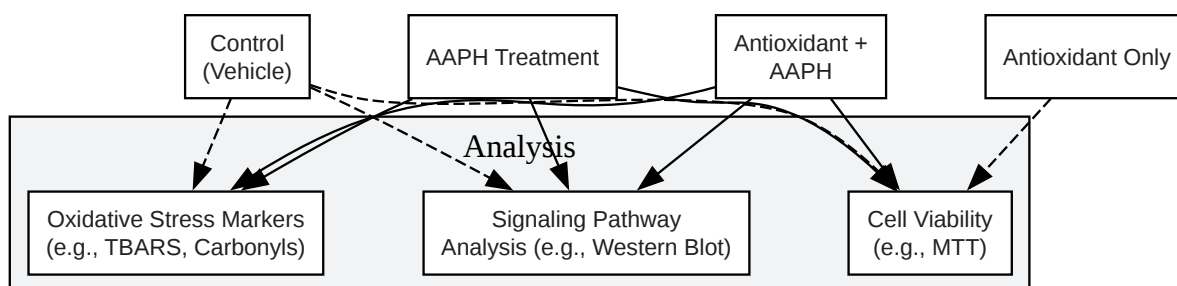 Control
(Vehicle)
AAPH Treatment
Antioxidant +
AAPH
Antioxidant Only
Analysis
Oxidative Stress Markers
(e.g., TBARS, Carbonyls)
Signaling Pathway
Analysis (e.g., Western Blot)
Cell Viability
(e.g., MTT)